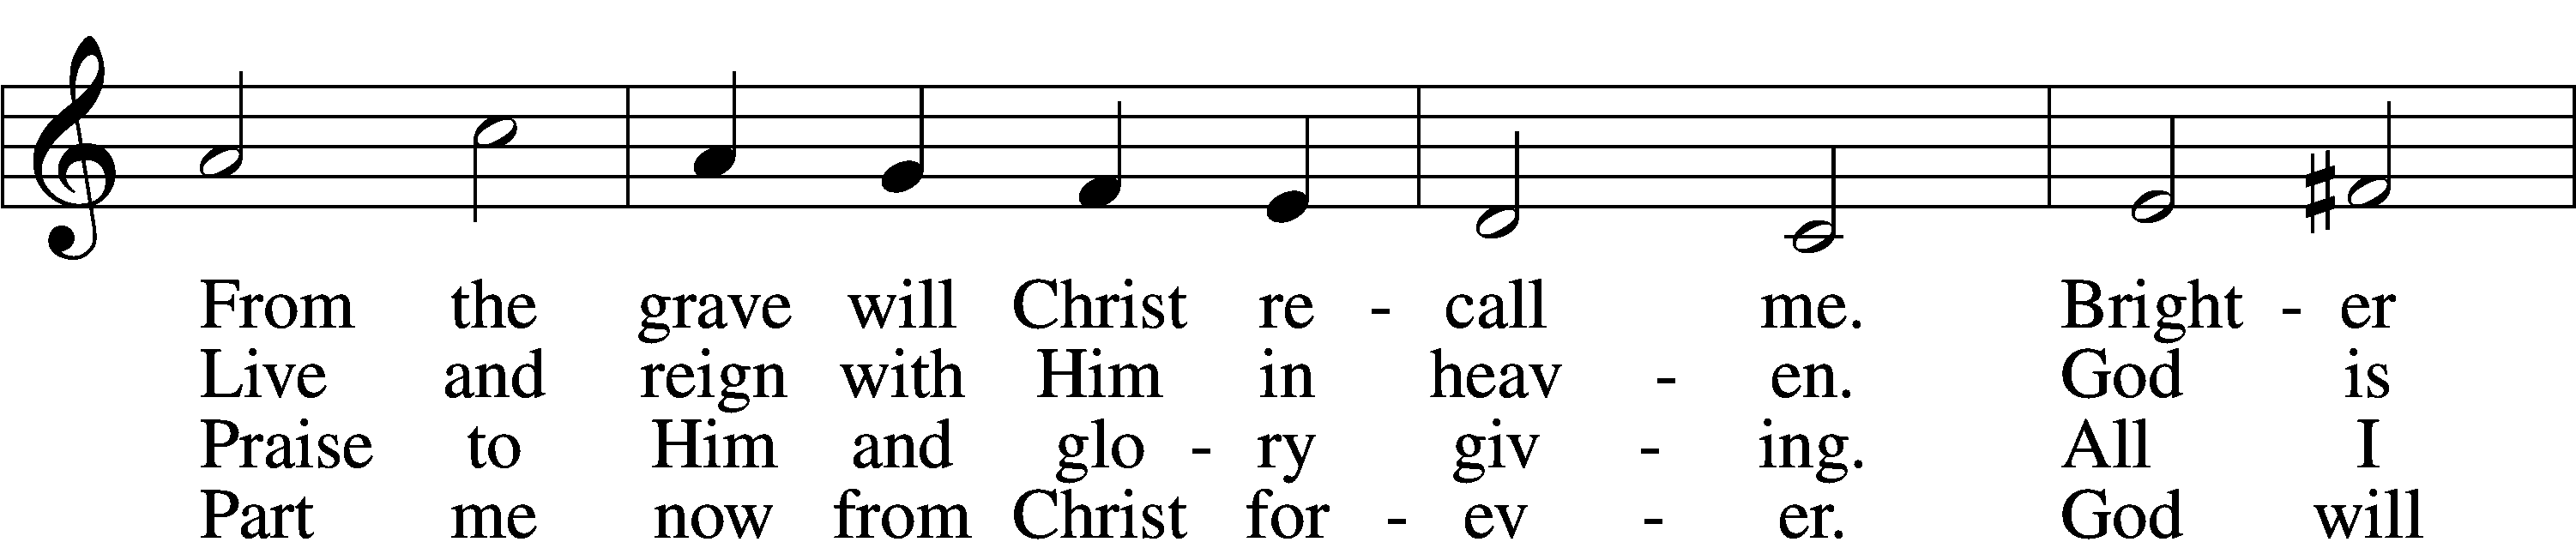 From the grave will Christ re - call me. Bright - er
Live and reign with Him in heav - en. God is
Praise to Him and glo - ry giv - ing. All I
Part me now from Christ for - ev - er. God will